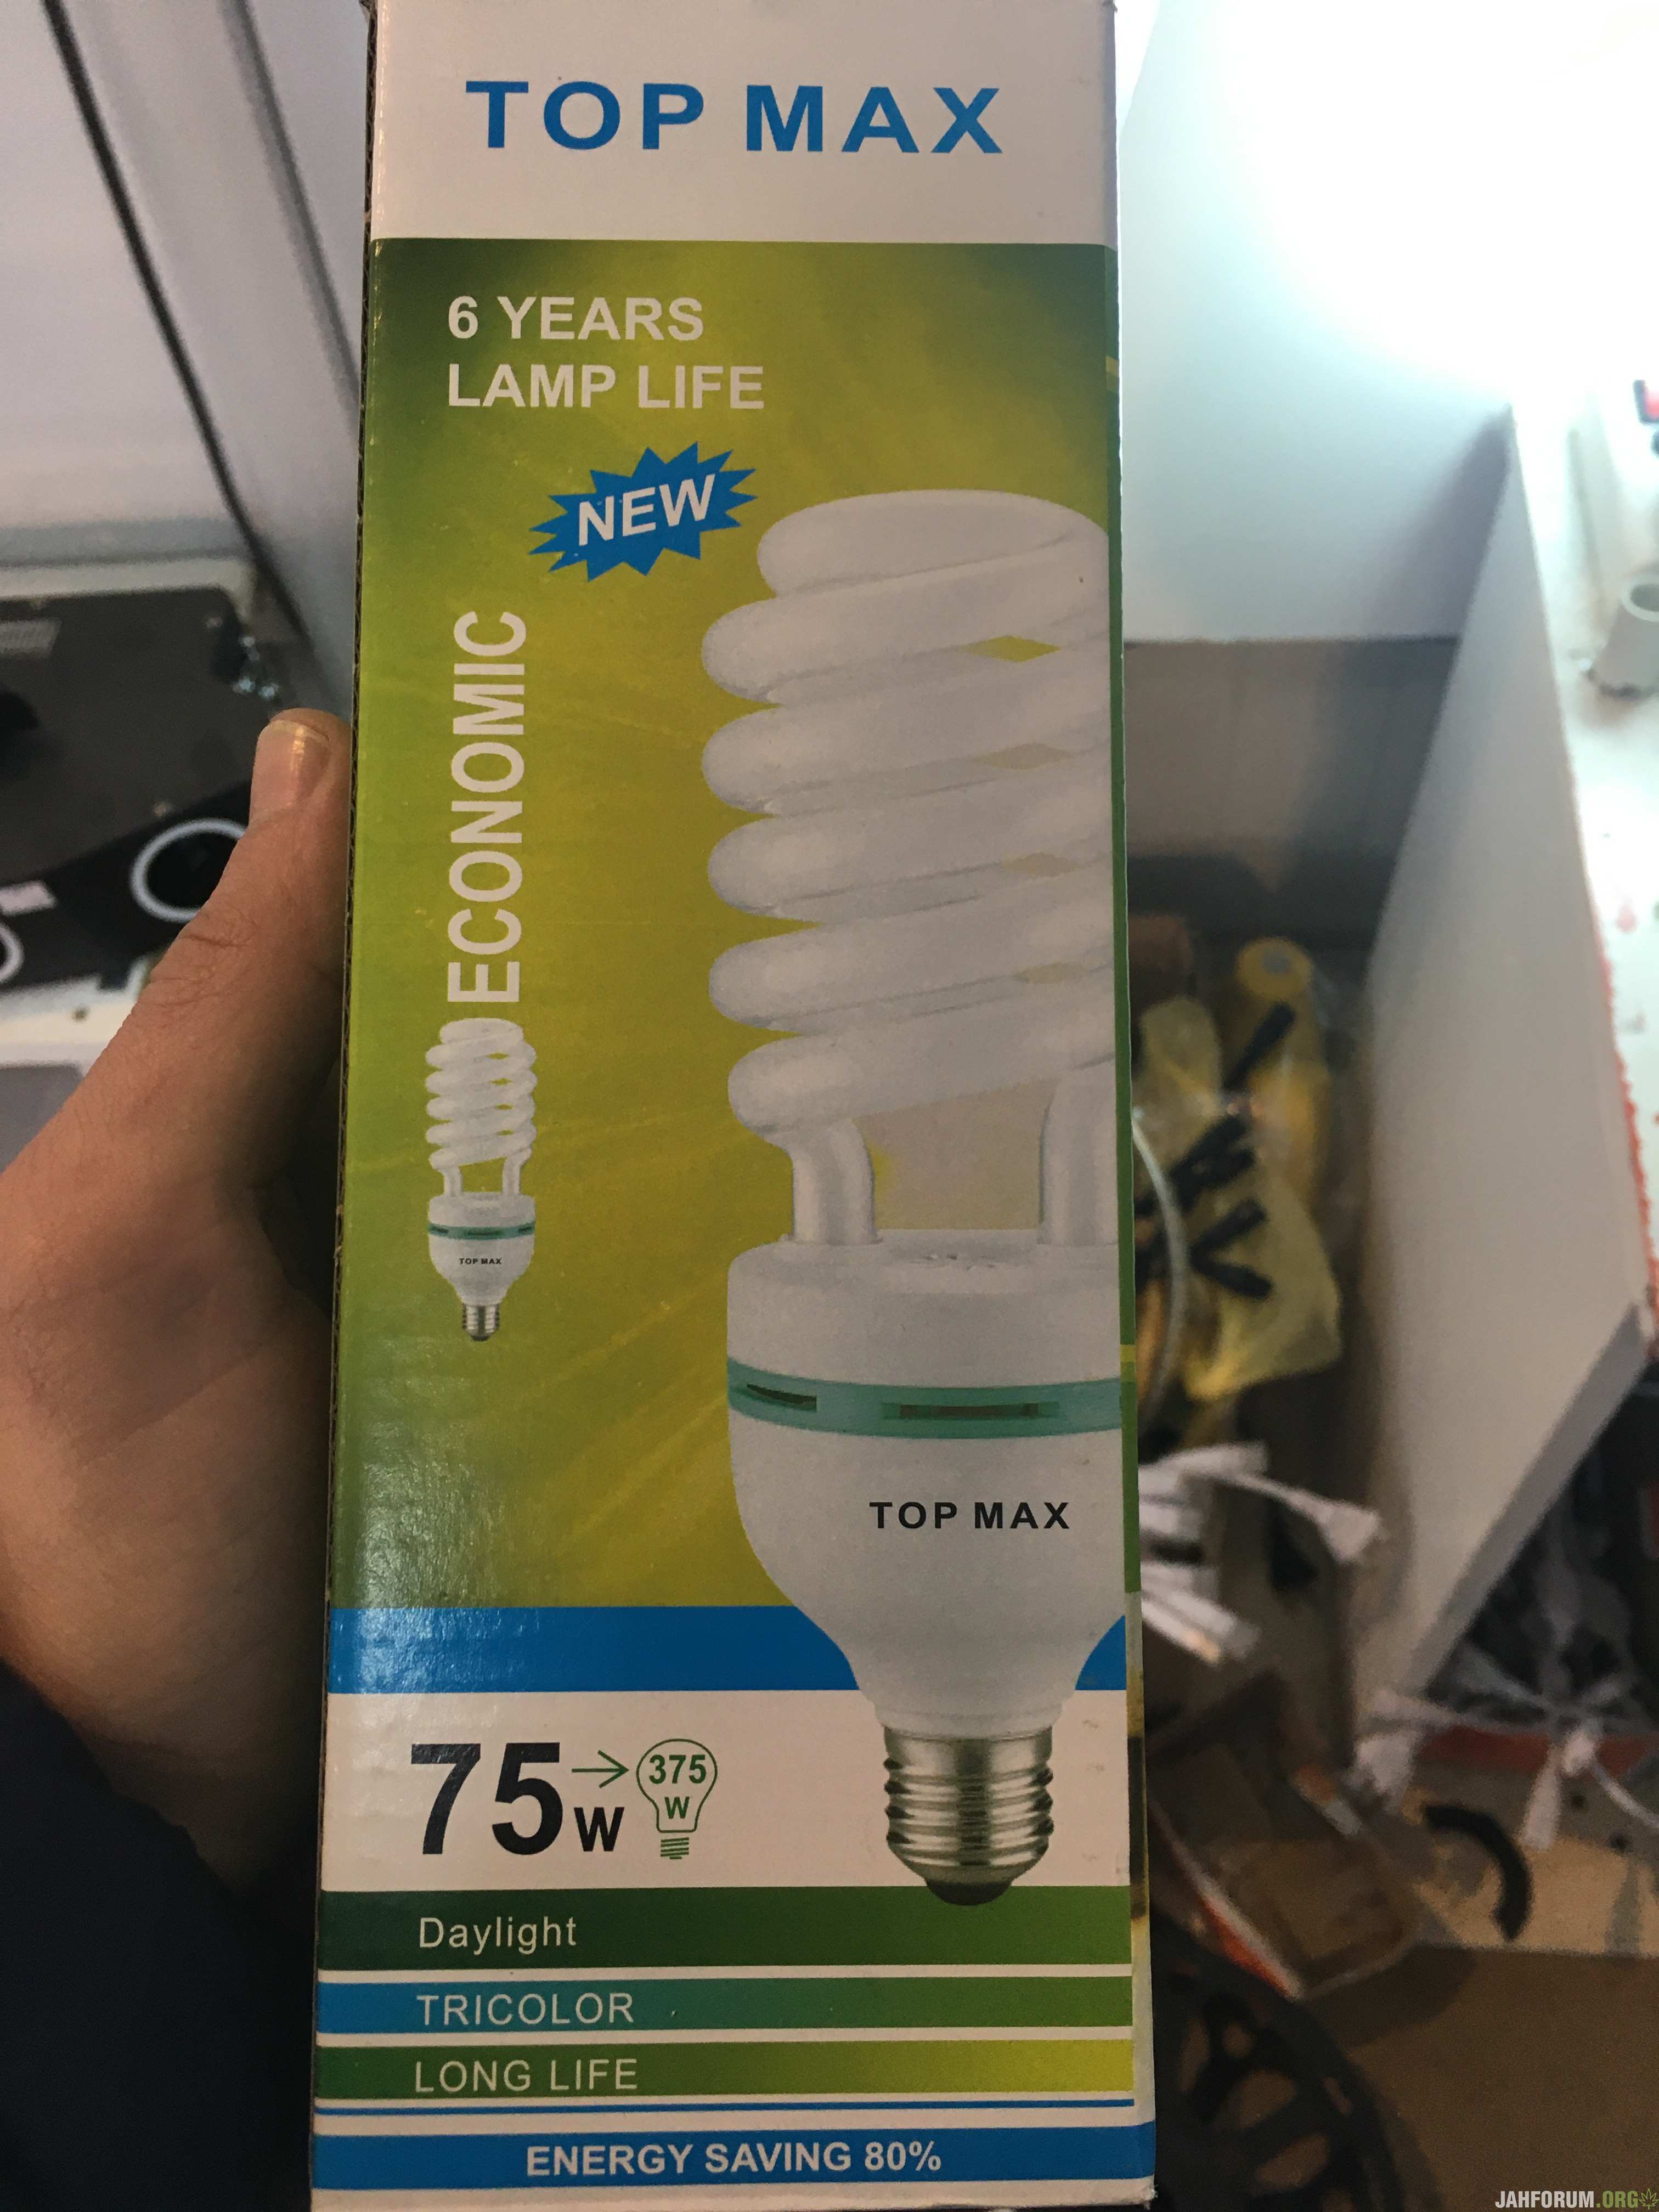 TOP MAX
6 YEARS
LAMP LIFE
NEW
ECONOMIC
TOP MAX
TOP MAX
75W
375
W
Daylight
TRICOLOR
LONG LIFE
ENERGY SAVING 80%
JAHFORUM.ORG